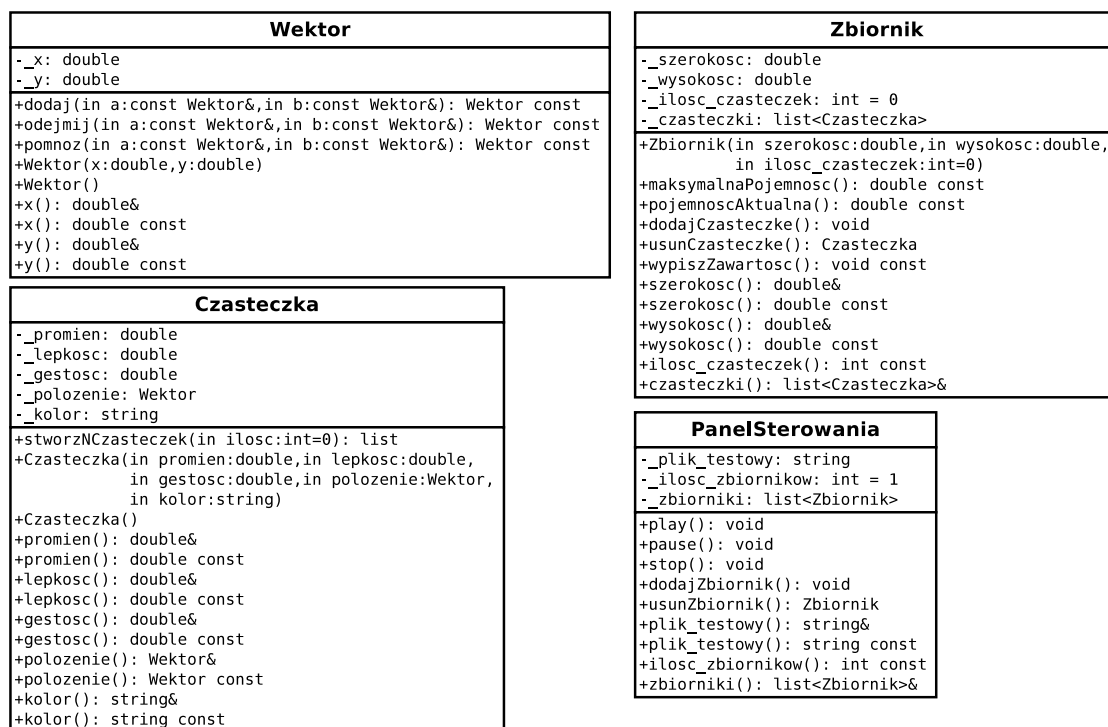 Wektor
-_x: double
-_y: double
+dodaj(in a:const Wektor&,in b:const Wektor&): Wektor const
+odejmij(in a:const Wektor&,in b:const Wektor&): Wektor const
+pomnoz(in a:const Wektor&,in b:const Wektor&): Wektor const
+Wektor(x:double,y:double)
+Wektor()
+x(): double&
+x(): double const
+y(): double&
+y(): double const
Czasteczka
-_promien: double
-_lepkosc: double
-_gestosc: double
-_polozenie: Wektor
-_kolor: string
+stworzNCzasteczek(in ilosc:int=0): list
+Czasteczka(in promien:double,in lepkosc:double,
in gestosc:double,in polozenie:Wektor,
in kolor:string)
+Czasteczka()
+promien(): double&
+promien(): double const
+lepkosc(): double&
+lepkosc(): double const
+gestosc(): double&
+gestosc(): double const
+polozenie(): Wektor&
+polozenie(): Wektor const
+kolor(): string&
+kolor(): string const
Zbiornik
-_szerokosc: double
-_wysokosc: double
-_ilosc_czasteczek: int = 0
-_czasteczki: list<Czasteczka>
+Zbiornik(in szerokosc:double,in wysokosc:double,
in ilosc_czasteczek:int=0)
+maksymalnaPojemnosc(): double const
+pojemnoscAktualna(): double const
+dodajCzasteczke(): void
+usunCzasteczke(): Czasteczka
+wypiszZawartosc(): void const
+szerokosc(): double&
+szerokosc(): double const
+wysokosc(): double&
+wysokosc(): double const
+ilosc_czasteczek(): int const
+czasteczki(): list<Czasteczka>&
PanelSterowania
-_plik_testowy: string
-_ilosc_zbiornikow: int = 1
-_zbiorniki: list<Zbiornik>
+play(): void
+pause(): void
+stop(): void
+dodajZbiornik(): void
+usunZbiornik(): Zbiornik
+plik_testowy(): string&
+plik_testowy(): string const
+ilosc_zbiornikow(): int const
+zbiorniki(): list<Zbiornik>&